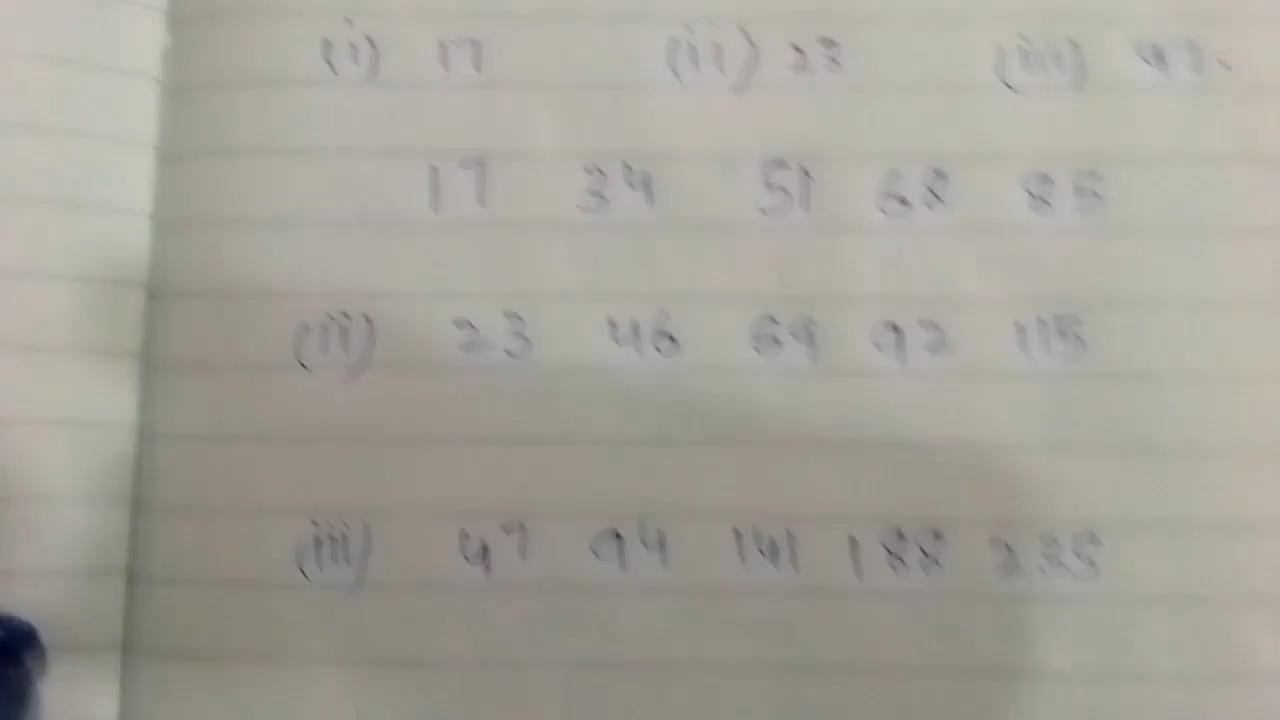 (i) 17 (ii) 23 (iii) 47.
17 34 51 68 85
(ii) 23 46 69 92 115
(iii) 47 94 141 188 235